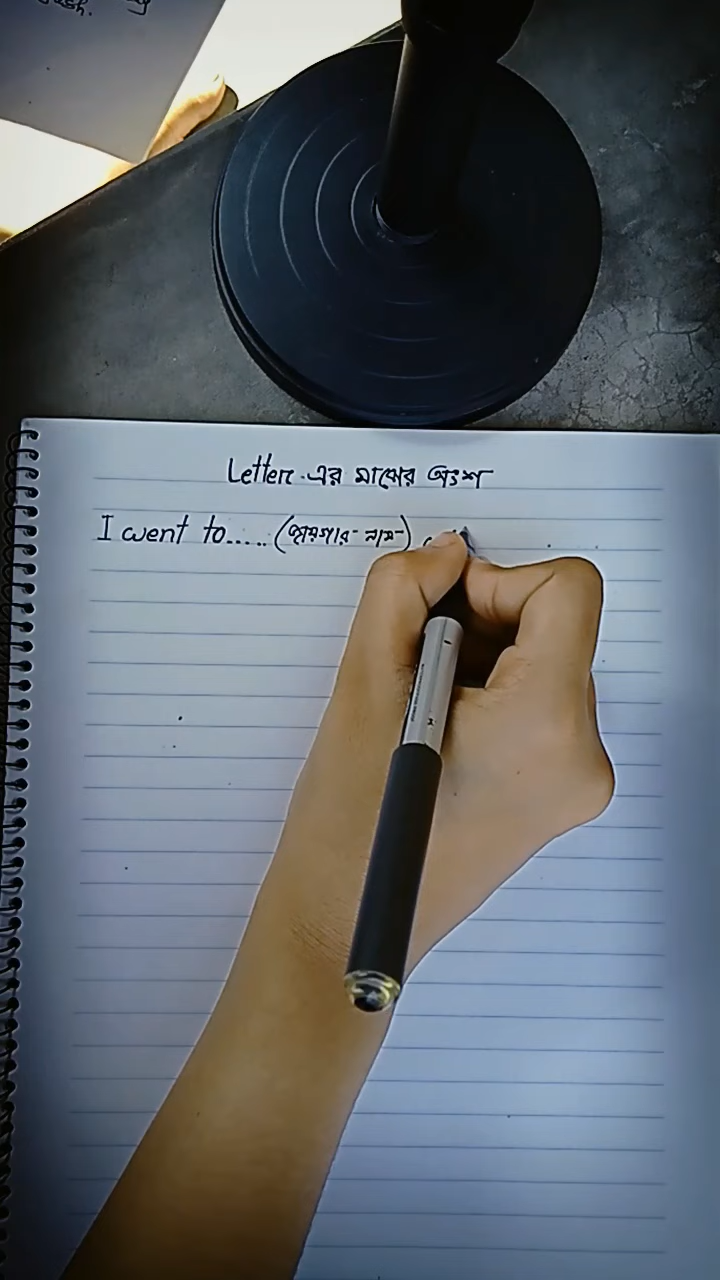 Letter এর মাঝের অংশ
I went to..... (জায়গার নাম)